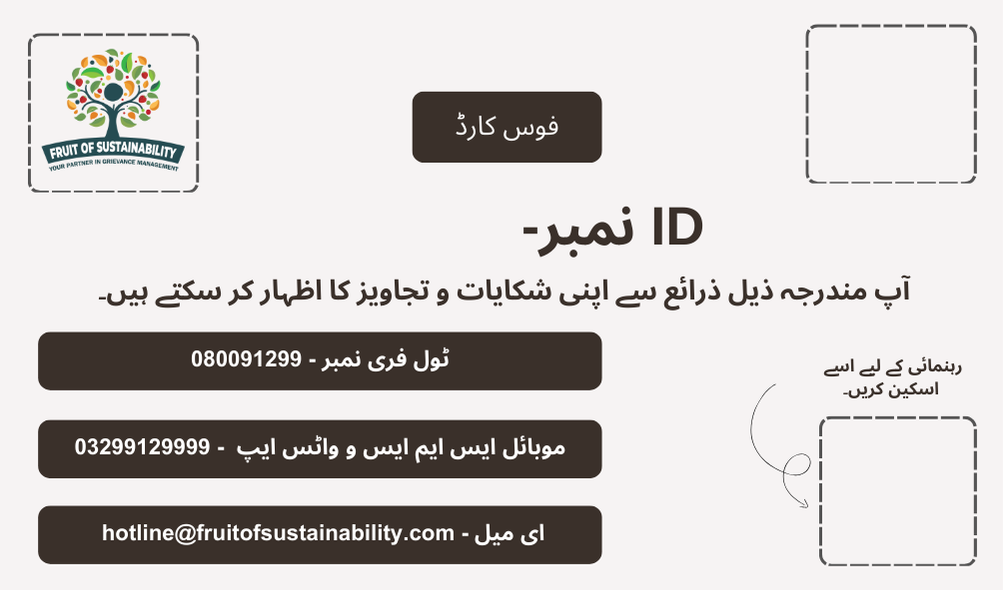 FRUIT OF SUSTAINABILITY
YOUR PARTNER IN GRIEVANCE MANAGEMENT
فوس کارڈ
ID نمبر-
آپ مندرجہ ذیل ذرائع سے اپنی شکایات و تجاویز کا اظہار کر سکتے ہیں۔
ٹول فری نمبر - 080091299
موبائل ایس ایم ایس و واٹس ایپ - 03299129999
ای میل - hotline@fruitofsustainability.com
رہنمائی کے لیے اسے
اسکین کریں۔